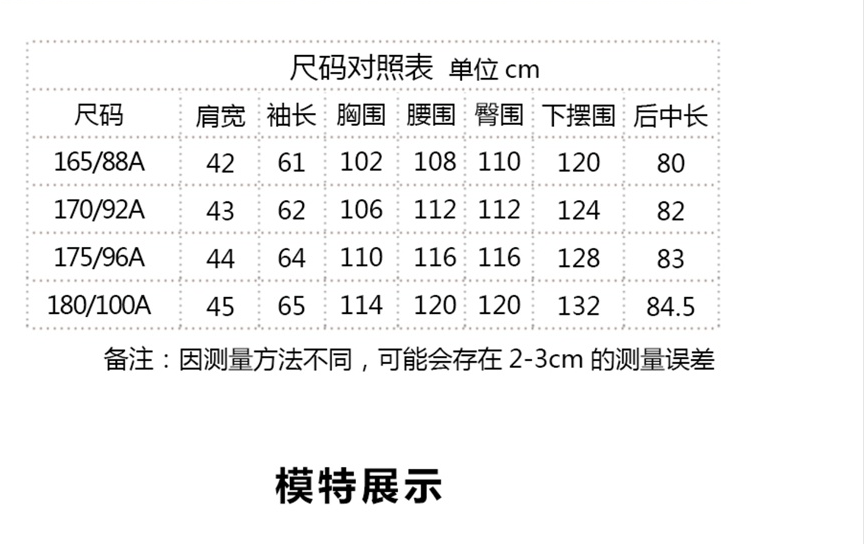 尺码对照表 单位 cm
尺码 肩宽 袖长 胸围 腰围 臀围 下摆围 后中长
165/88A 42 61 102 108 110 120 80
170/92A 43 62 106 112 112 124 82
175/96A 44 64 110 116 116 128 83
180/100A 45 65 114 120 120 132 84.5
备注：因测量方法不同，可能会存在 2-3cm 的测量误差
模特展示